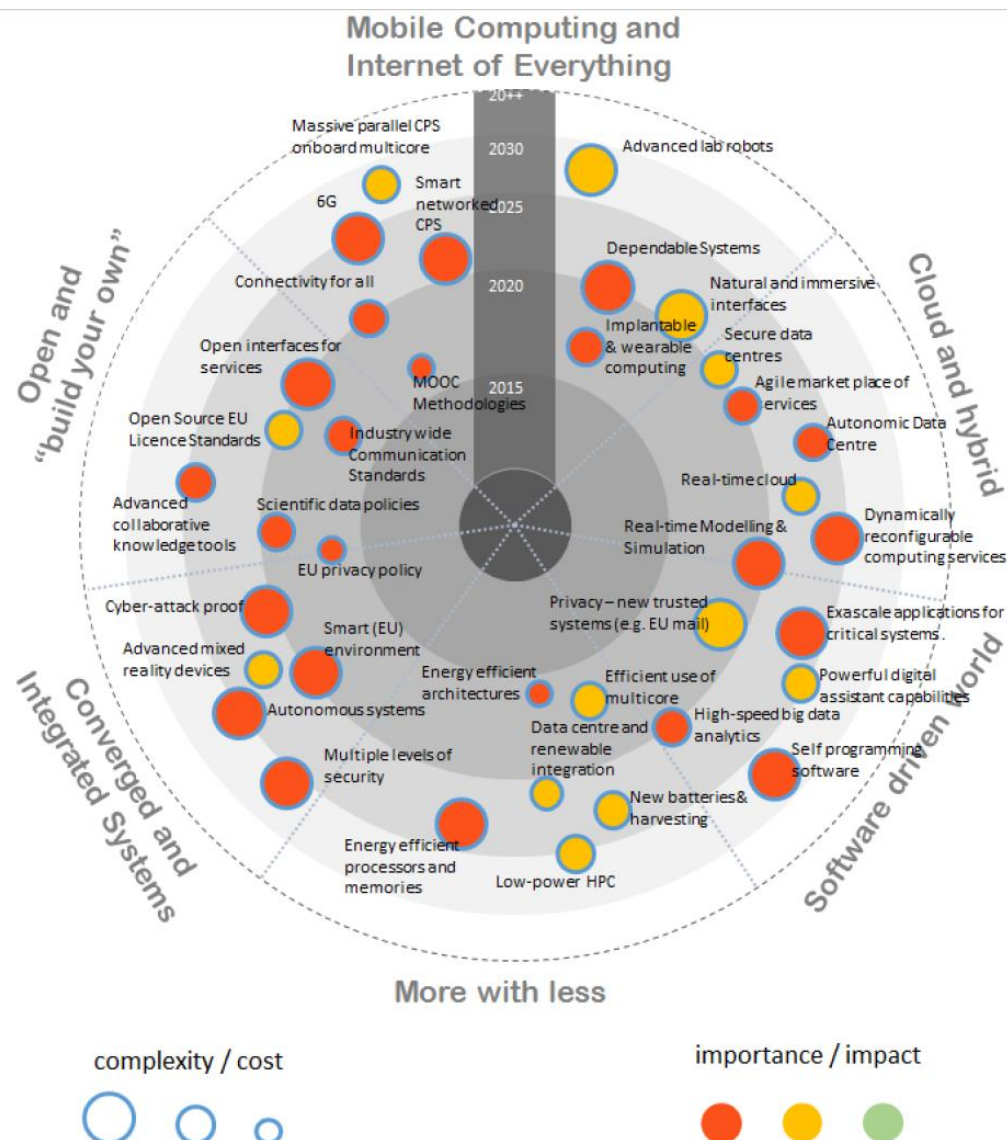 Mobile Computing and
Internet of Everything
20++
Massive parallel CPS
onboard multicore
2030
Advanced lab robots
6G
Smart
networked
CPS
2025
Dependable Systems
Connectivity for all
2020
Natural and immersive
interfaces
Open and
"build your own"
Cloud and hybrid
Implantable
& wearable
computing
Secure data
centres
Open interfaces for
services
MOOC
Methodologies
2015
Agile market place of
services
Open Source EU
Licence Standards
Industry wide
Communication
Standards
Autonomic Data
Centre
Real-time cloud
Advanced
collaborative
knowledge tools
Scientific data policies
Real-time Modelling &
Simulation
Dynamically
reconfigurable
computing services
EU privacy policy
Cyber-attack proof
Privacy – new trusted
systems (e.g. EU mail)
Exascale applications for
critical systems .
Smart (EU)
environment
Advanced mixed
reality devices
Energy efficient
architectures
Efficient use of
multicore
Powerful digital
assistant capabilities
Autonomous systems
Data centre and
renewable
integration
High-speed big data
analytics
Converged and
Integrated Systems
Software driven World
Multiple levels of
security
Self programming
software
New batteries&
harvesting
Energy efficient
processors and
memories
Low-power HPC
More with less
complexity / cost
importance / impact